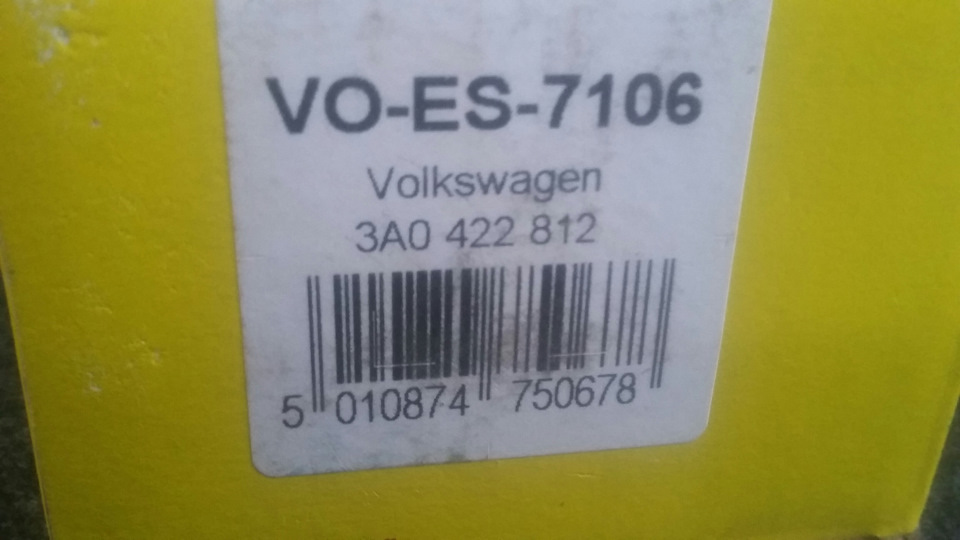 VO-ES-7106
Volkswagen
3A0 422 812
5 010874 750678